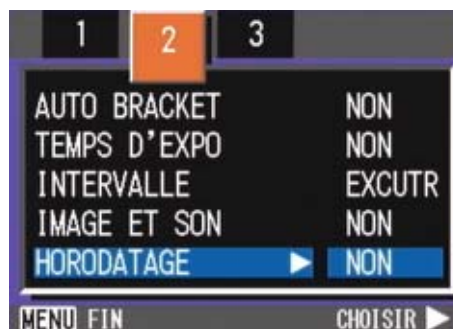 1 2 3
AUTO BRACKET NON
TEMPS D'EXPO NON
INTERVALLE EXCUTR
IMAGE ET SON NON
HORODATAGE ▶ NON
MENU FIN CHOISIR ▶